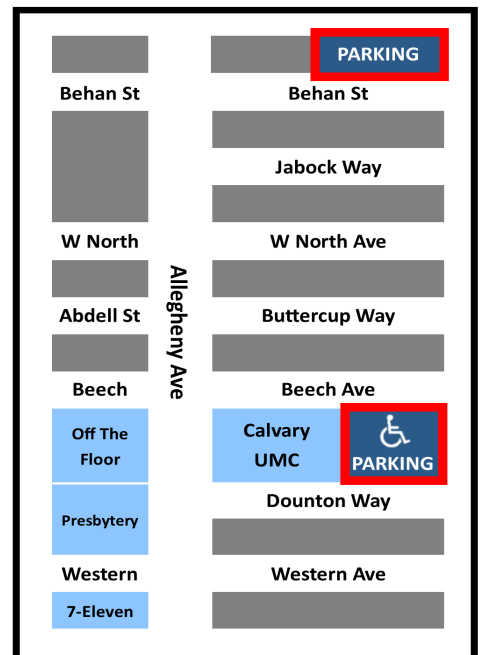 PARKING
Behan St
Behan St
Jabock Way
W North
W North Ave
Allegheny Ave
Abdell St
Buttercup Way
Beech
Beech Ave
Off The
Floor
Calvary
UMC
PARKING
Presbytery
Dounton Way
Western
Western Ave
7-Eleven